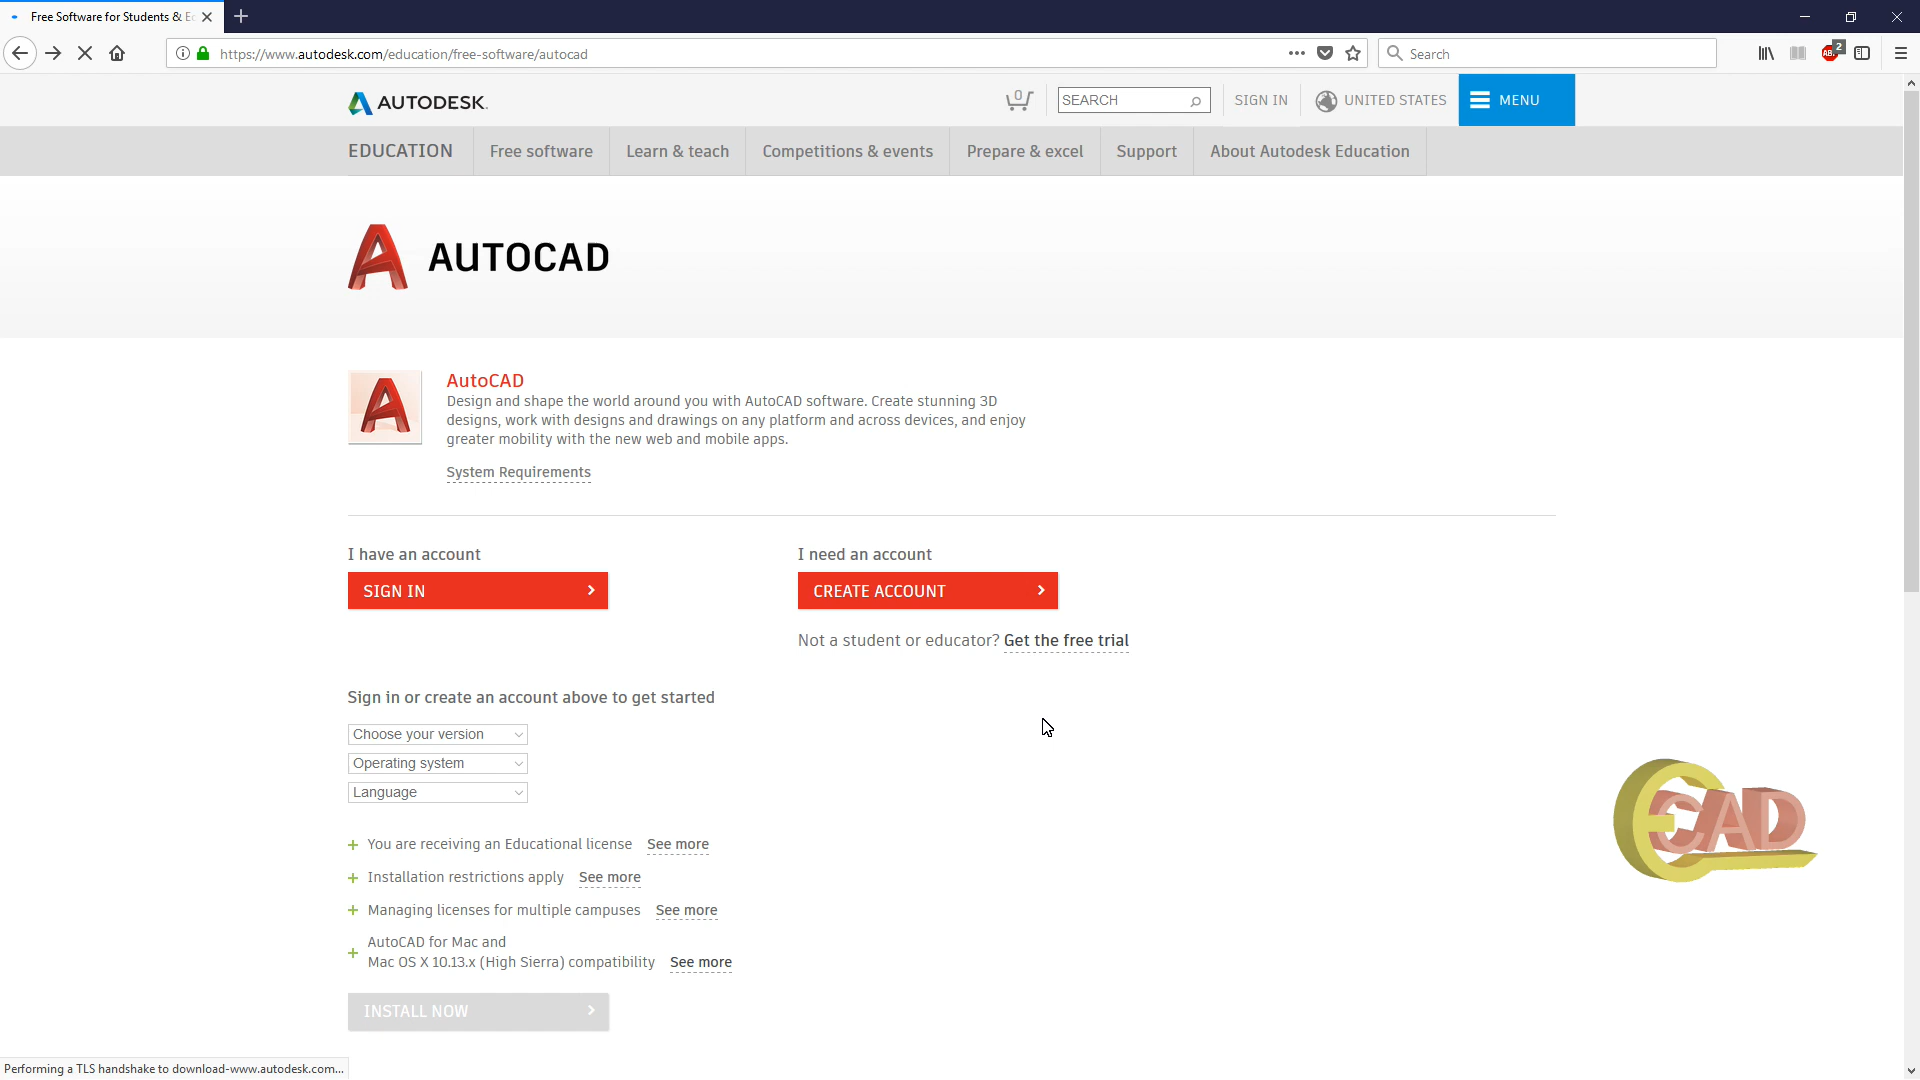 Free Software for Students & Ed
https://www.autodesk.com/education/free-software/autocad
Search
2
AUTODESK.
0
SEARCH
SIGN IN
UNITED STATES
MENU
EDUCATION
Free software
Learn & teach
Competitions & events
Prepare & excel
Support
About Autodesk Education
AUTOCAD
AutoCAD
Design and shape the world around you with AutoCAD software. Create stunning 3D
designs, work with designs and drawings on any platform and across devices, and enjoy
greater mobility with the new web and mobile apps.
System Requirements
I have an account
I need an account
SIGN IN
CREATE ACCOUNT
Not a student or educator? Get the free trial
Sign in or create an account above to get started
Choose your version
Operating system
Language
You are receiving an Educational license See more
Installation restrictions apply See more
Managing licenses for multiple campuses See more
AutoCAD for Mac and
Mac OS X 10.13.x (High Sierra) compatibility See more
CAD
INSTALL NOW
Performing a TLS handshake to download-www.autodesk.com...